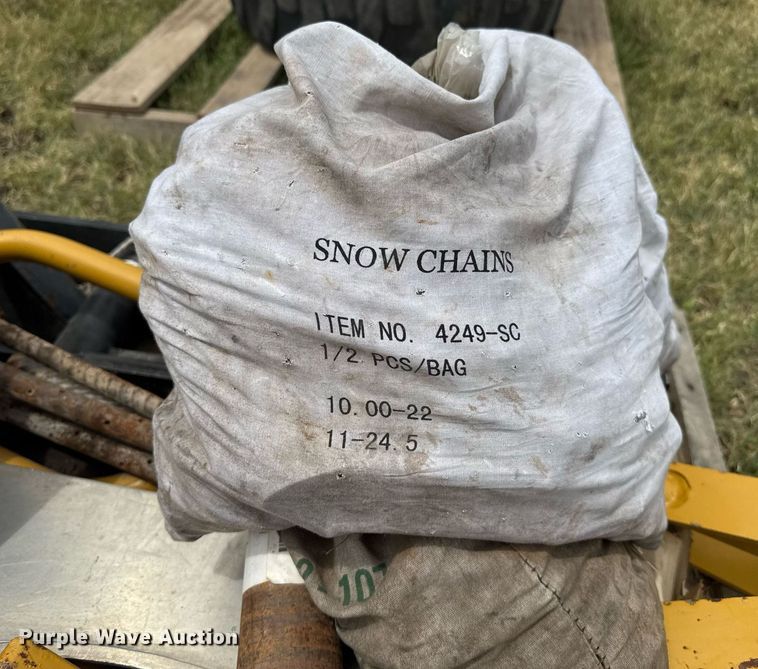 SNOW CHAINS
ITEM NO. 4249-SC
1/2 PCS/BAG
10.00-22
11-24.5
Purple Wave Auction